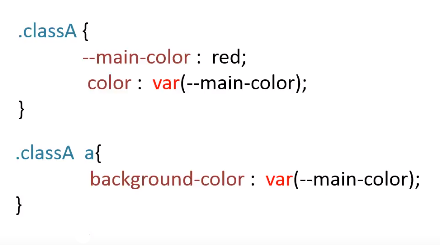 .classA {
--main-color : red;
color : var(--main-color);
}
.classA a{
background-color : var(--main-color);
}